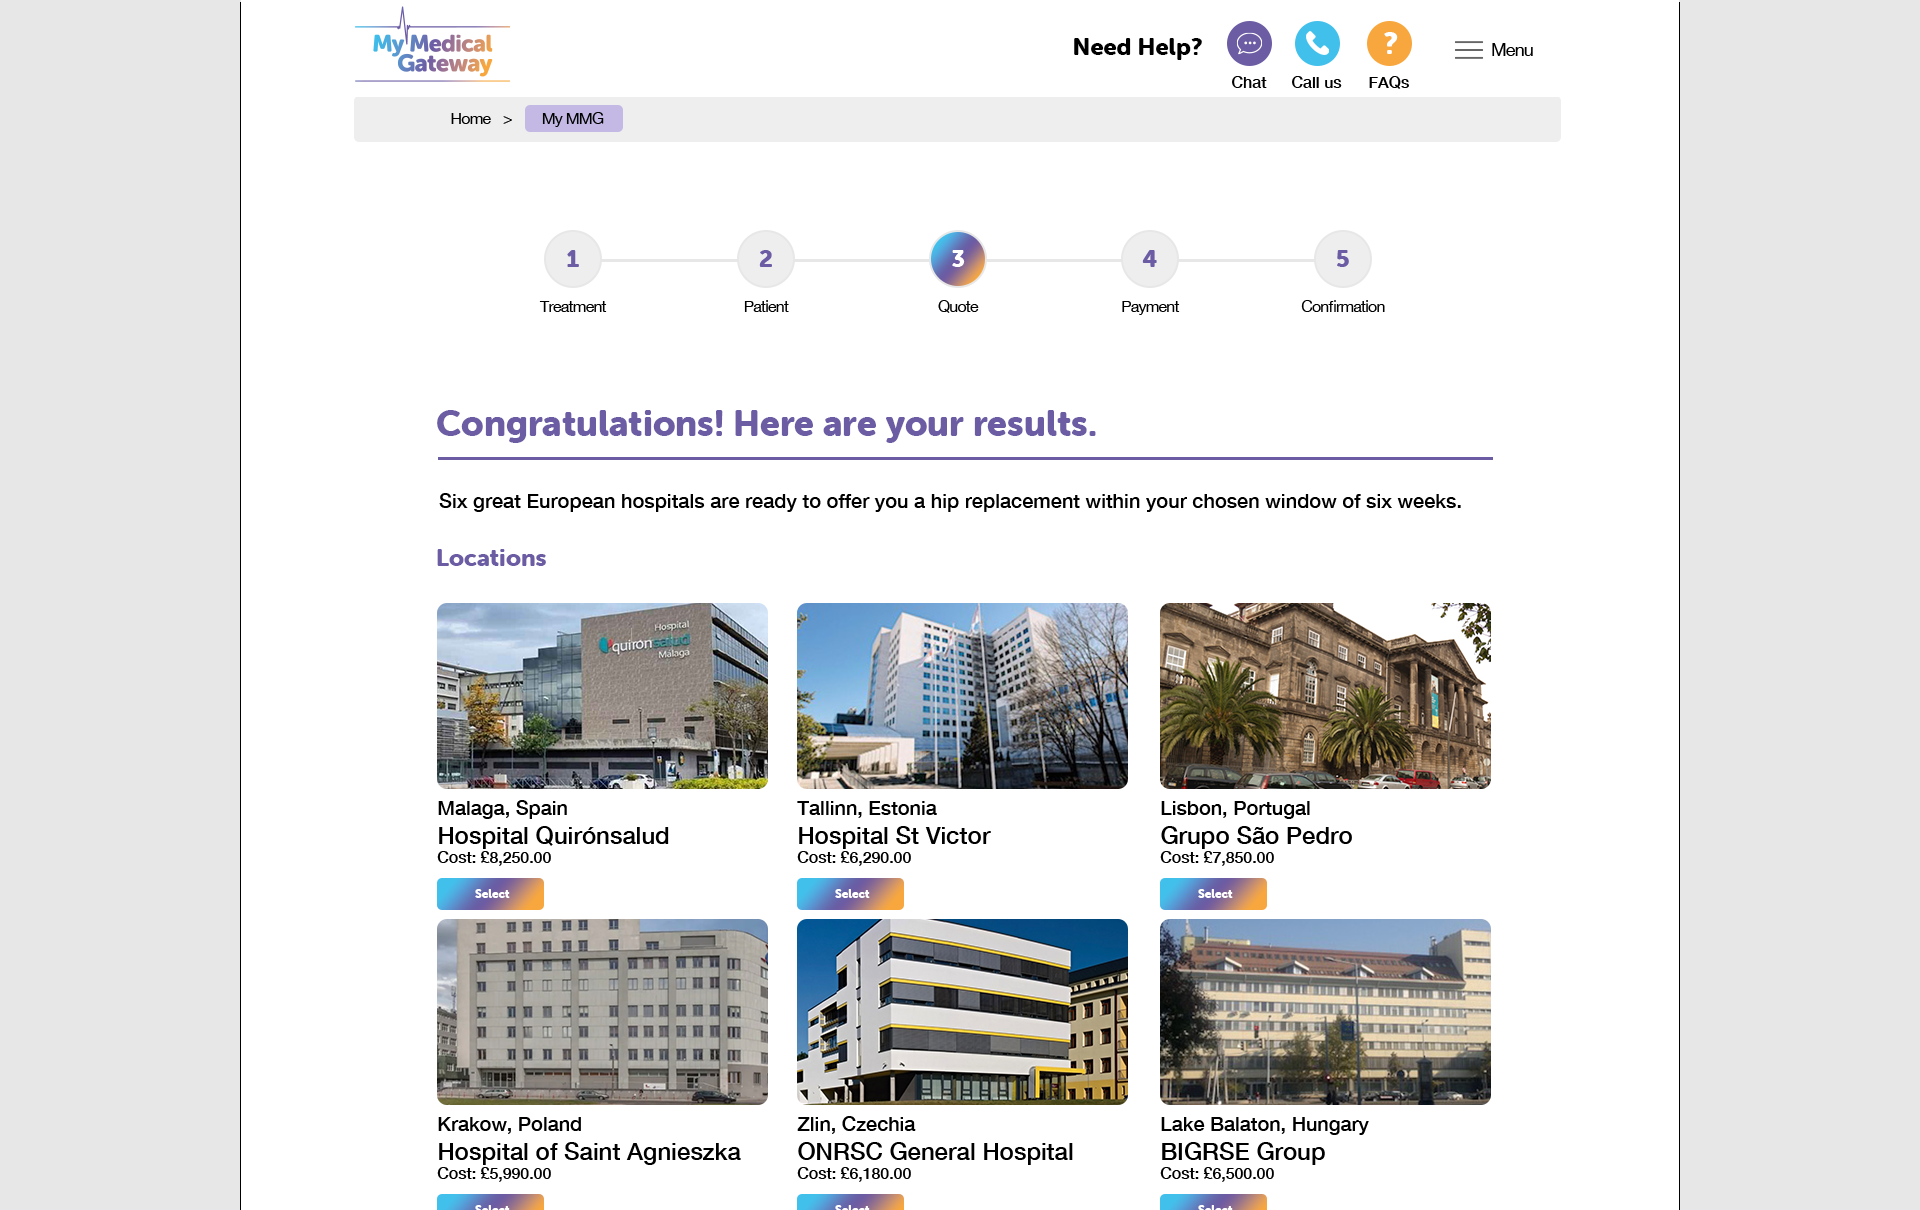 My Medical
Gateway
Need Help?
Chat
Call us
?
FAQs
Menu
Home > My MMG
1
2
3
4
5
Treatment
Patient
Quote
Payment
Confirmation
Congratulations! Here are your results.
Six great European hospitals are ready to offer you a hip replacement within your chosen window of six weeks.
Locations
Hospital
quirónsalud
Málaga
Malaga, Spain
Hospital Quirónsalud
Cost: £8,250.00
Select
Tallinn, Estonia
Hospital St Victor
Cost: £6,290.00
Select
Lisbon, Portugal
Grupo São Pedro
Cost: £7,850.00
Select
Krakow, Poland
Hospital of Saint Agnieszka
Cost: £5,990.00
Select
Zlin, Czechia
ONRSC General Hospital
Cost: £6,180.00
Select
Lake Balaton, Hungary
BIGRSE Group
Cost: £6,500.00
Select